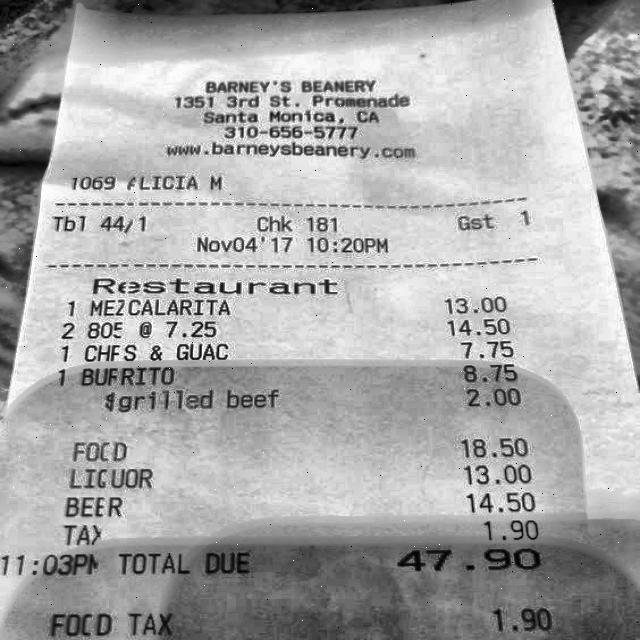 BARNEY'S BEANERY
1351 3rd St. Promenade
Santa Monica, CA
310-656-5777
www.barneysbeanery.com
1069 ALICIA M
Tbl 44/1 Chk 181 Gst 1
Nov04'17 10:20PM
Restaurant
1 MEZCALARITA 13.00
2 805 @ 7.25 14.50
1 CHPS & GUAC 7.75
1 BURRITO 8.75
$grilled beef 2.00
FOOD 18.50
LIQUOR 13.00
BEER 14.50
TAX 1.90
11:03PM TOTAL DUE 47.90
FOOD TAX 1.90